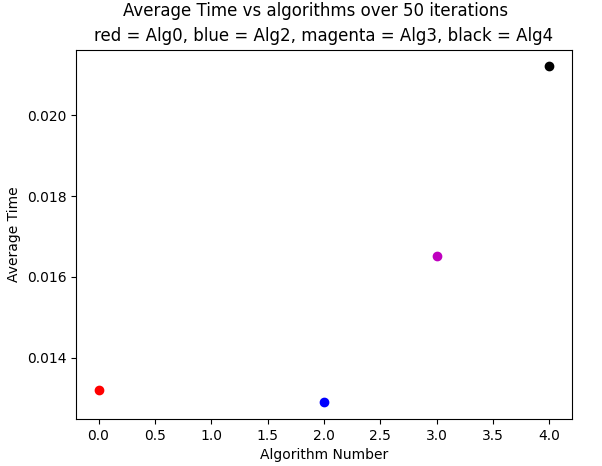 Average Time vs algorithms over 50 iterations
red = Alg0, blue = Alg2, magenta = Alg3, black = Alg4
0.020
0.018
0.016
0.014
Average Time
0.0 0.5 1.0 1.5 2.0 2.5 3.0 3.5 4.0
Algorithm Number